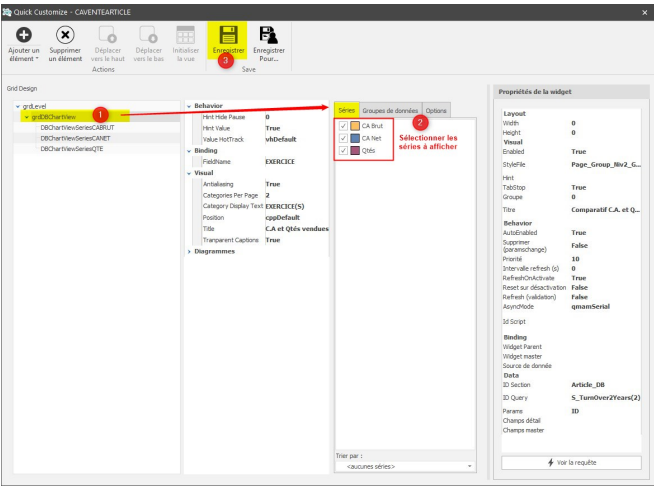 Quick Customize - CAVENTEARTICLE
Ajouter un élément
Supprimer un élément
Déplacer vers le haut
Déplacer vers le bas
Initialiser la vue
Enregistrer
Enregistrer Pour...
3
Actions
Save
Grid Design
grdLevel
grdDBChartView
1
DBChartViewSeriesCABRUT
DBChartViewSeriesCANET
DBChartViewSeriesQTE
Behavior
Hint Hide Pause 0
Hint Value True
Value HotTrack vhDefault
Binding
FieldName EXERCICE
Visual
Antialiasing True
Categories Per Page 2
Category Display Text EXERCICE(S)
Position cppDefault
Title C.A et Qtés vendues
Tranparent Captions True
Diagrammes
Séries
Groupes de données
Options
2
CA Brut
CA Net
Qtés
Sélectionner les
séries à afficher
Trier par :
<aucunes séries>
Propriétés de la widget
Layout
Width 0
Height 0
Visual
Enabled True
StyleFile Page_Group_Niv2_G...
Hint
TabStop True
Groupe 0
Titre Comparatif C.A. et Q...
Behavior
AutoEnabled True
Supprimer (paramschange) False
Priorité 10
Intervalle refresh (s) 0
RefreshOnActivate True
Reset sur désactivation False
Refresh (validation) False
AsyncMode qmamSerial
Id Script
Binding
Widget Parent
Widget master
Source de donnée
Data
ID Section Article_DB
ID Query S_TurnOver2Years(2)
Params ID
Champs détail
Champs master
Voir la requête